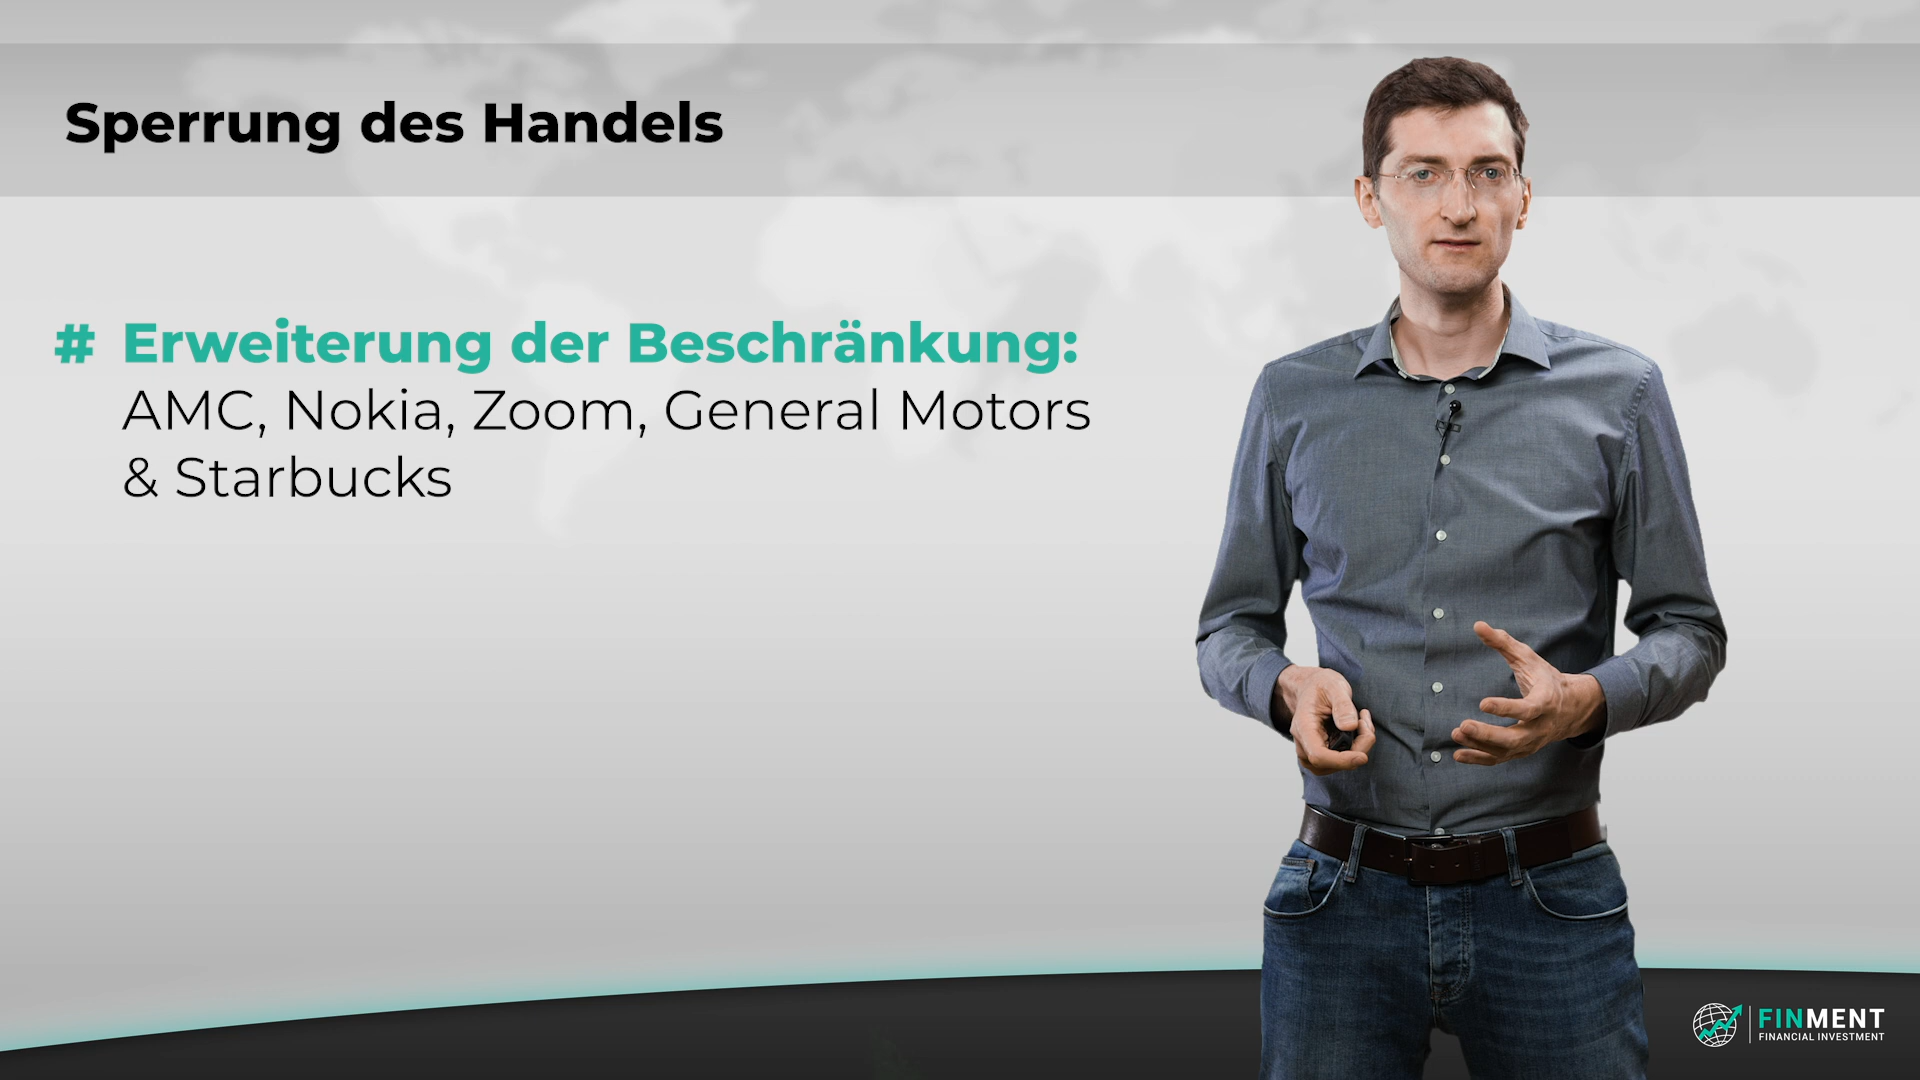 Sperrung des Handels
# Erweiterung der Beschränkung:
AMC, Nokia, Zoom, General Motors
& Starbucks
FINMENT
FINANCIAL INVESTMENT